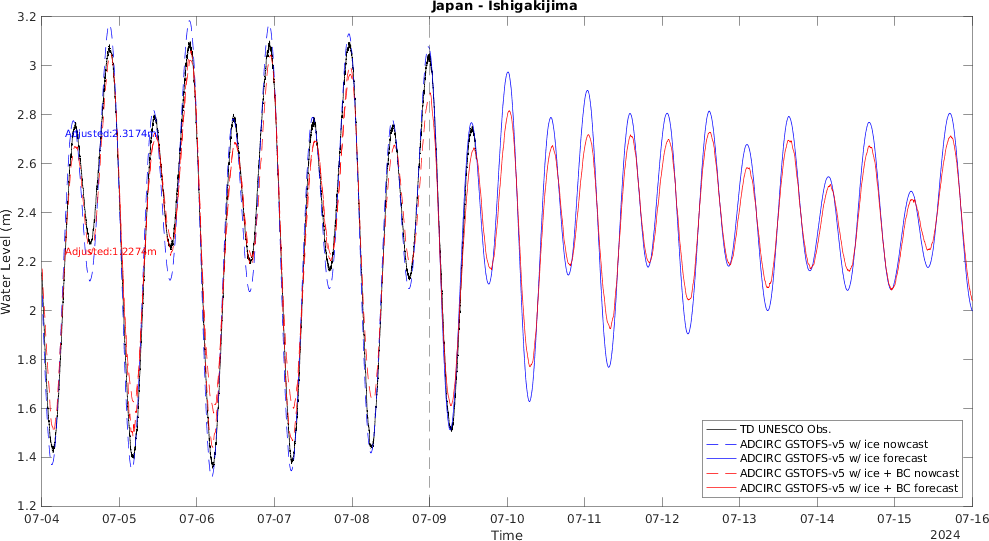 Japan - Ishigakijima
3.2
3
2.8
2.6
2.4
2.2
2
1.8
1.6
1.4
1.2
Water Level (m)
Adjusted:2.3174m
Adjusted:1.2274m
TD UNESCO Obs.
ADCIRC GSTOFS-v5 w/ ice nowcast
ADCIRC GSTOFS-v5 w/ ice forecast
ADCIRC GSTOFS-v5 w/ ice + BC nowcast
ADCIRC GSTOFS-v5 w/ ice + BC forecast
07-04 07-05 07-06 07-07 07-08 07-09 07-10 07-11 07-12 07-13 07-14 07-15 07-16
Time
2024